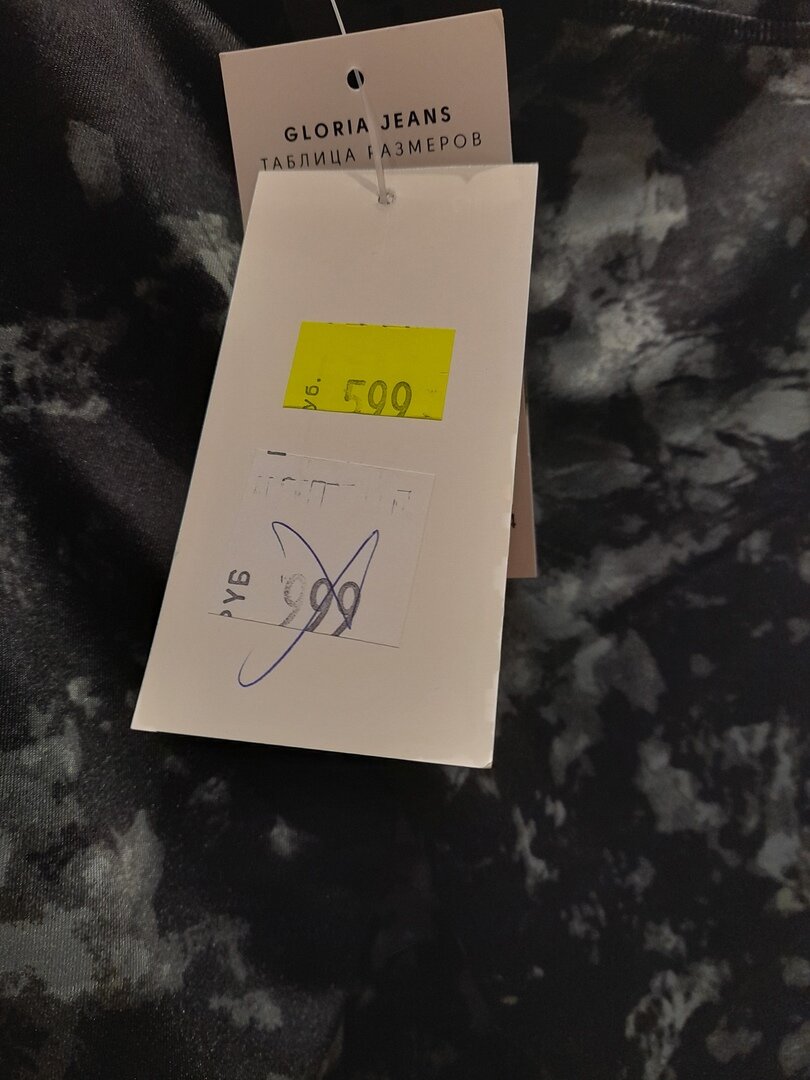 GLORIA JEANS
ТАБЛИЦА РАЗМЕРОВ
УБ. 599
РУБ 999